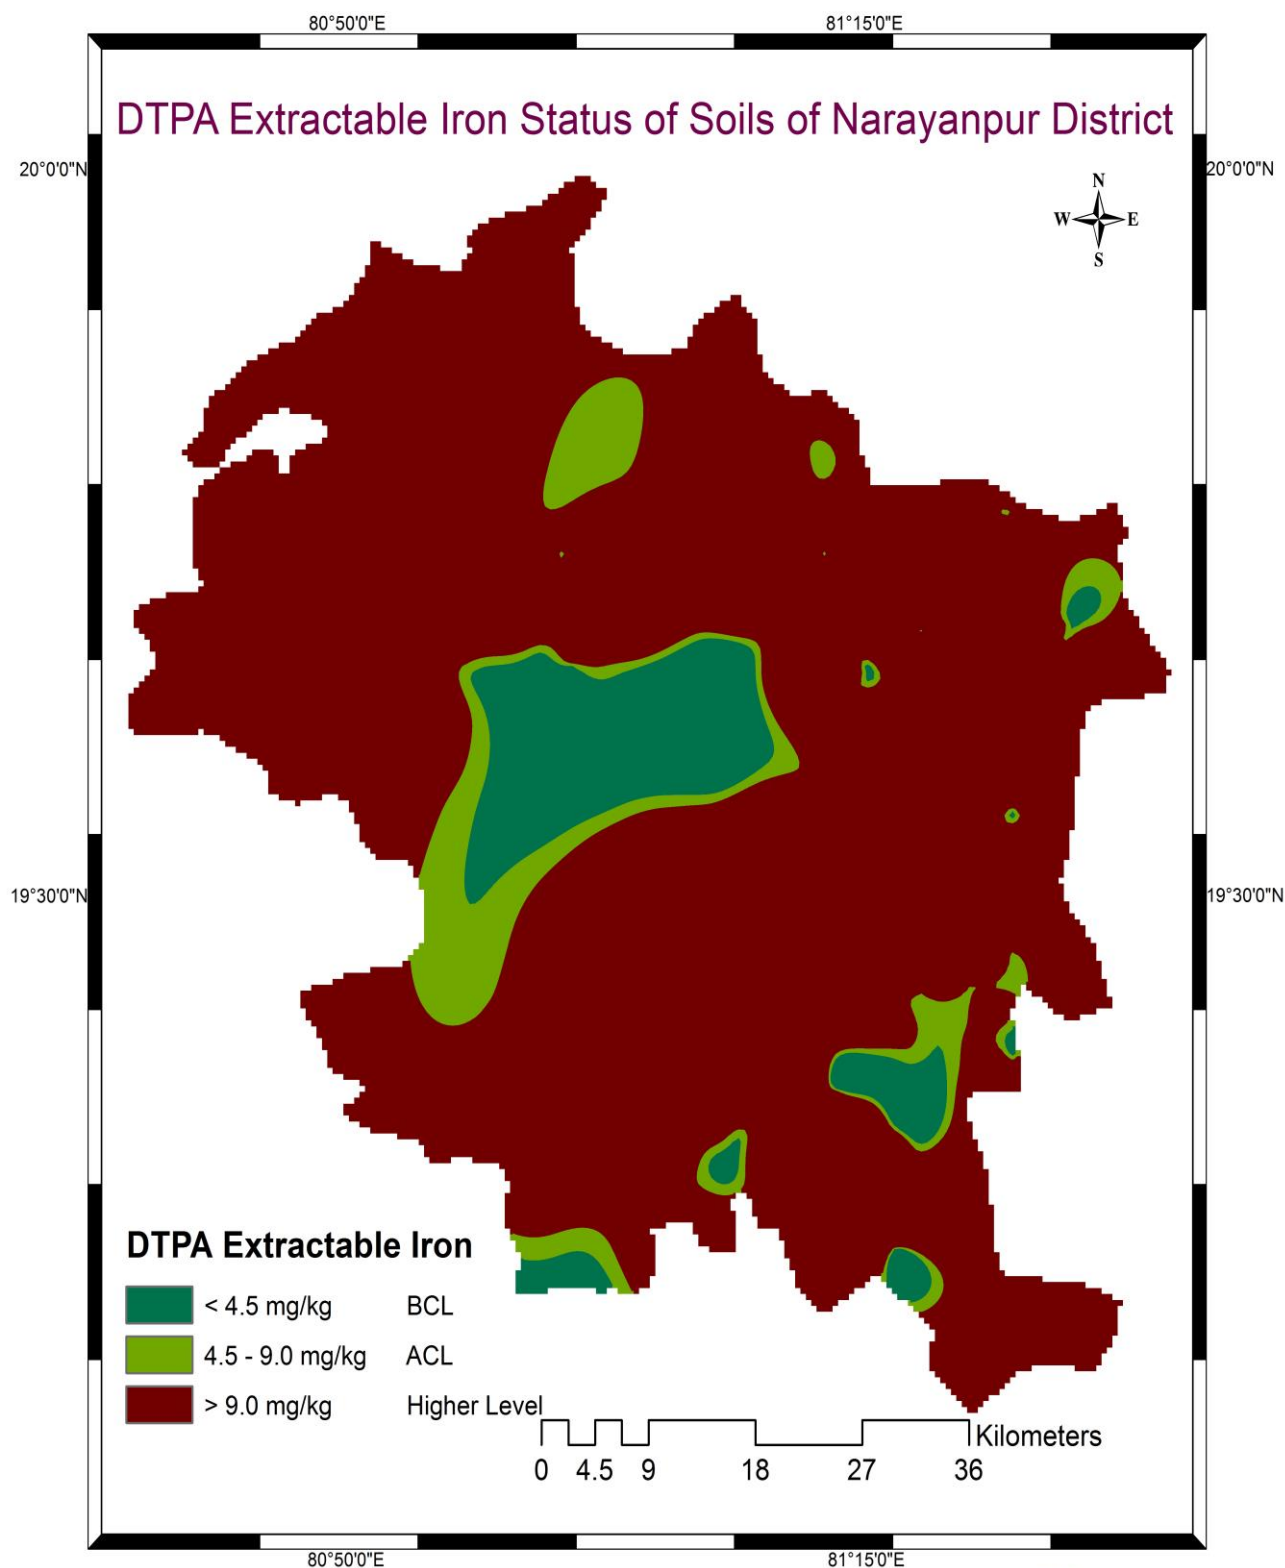 80°50'0"E 81°15'0"E
DTPA Extractable Iron Status of Soils of Narayanpur District
20°0'0"N 20°0'0"N
N
W E
S
19°30'0"N 19°30'0"N
DTPA Extractable Iron
< 4.5 mg/kg BCL
4.5 - 9.0 mg/kg ACL
> 9.0 mg/kg Higher Level
Kilometers
0 4.5 9 18 27 36
80°50'0"E 81°15'0"E